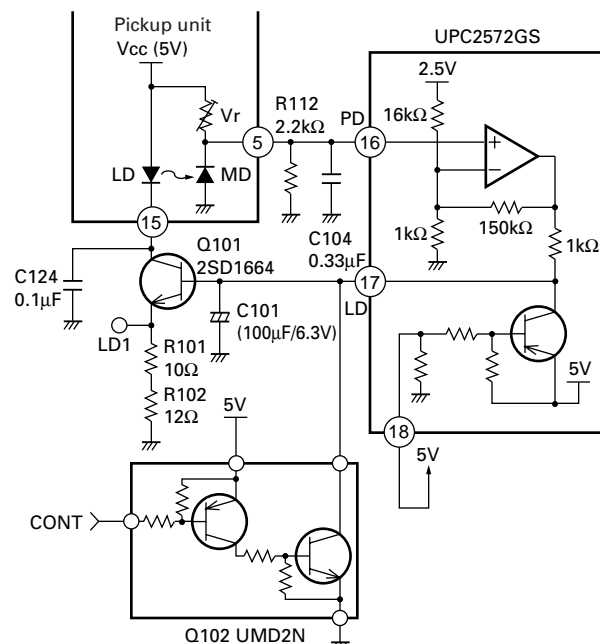 Pickup unit
Vcc (5V)
UPC2572GS
2.5V
Vr
R112
2.2kΩ
PD
16kΩ
5
16
+
−
LD
MD
15
150kΩ
1kΩ
1kΩ
C104
0.33μF
Q101
2SD1664
C124
0.1μF
17
LD
C101
(100μF/6.3V)
LD1
R101
10Ω
R102
12Ω
5V
5V
18
5V
CONT
Q102 UMD2N